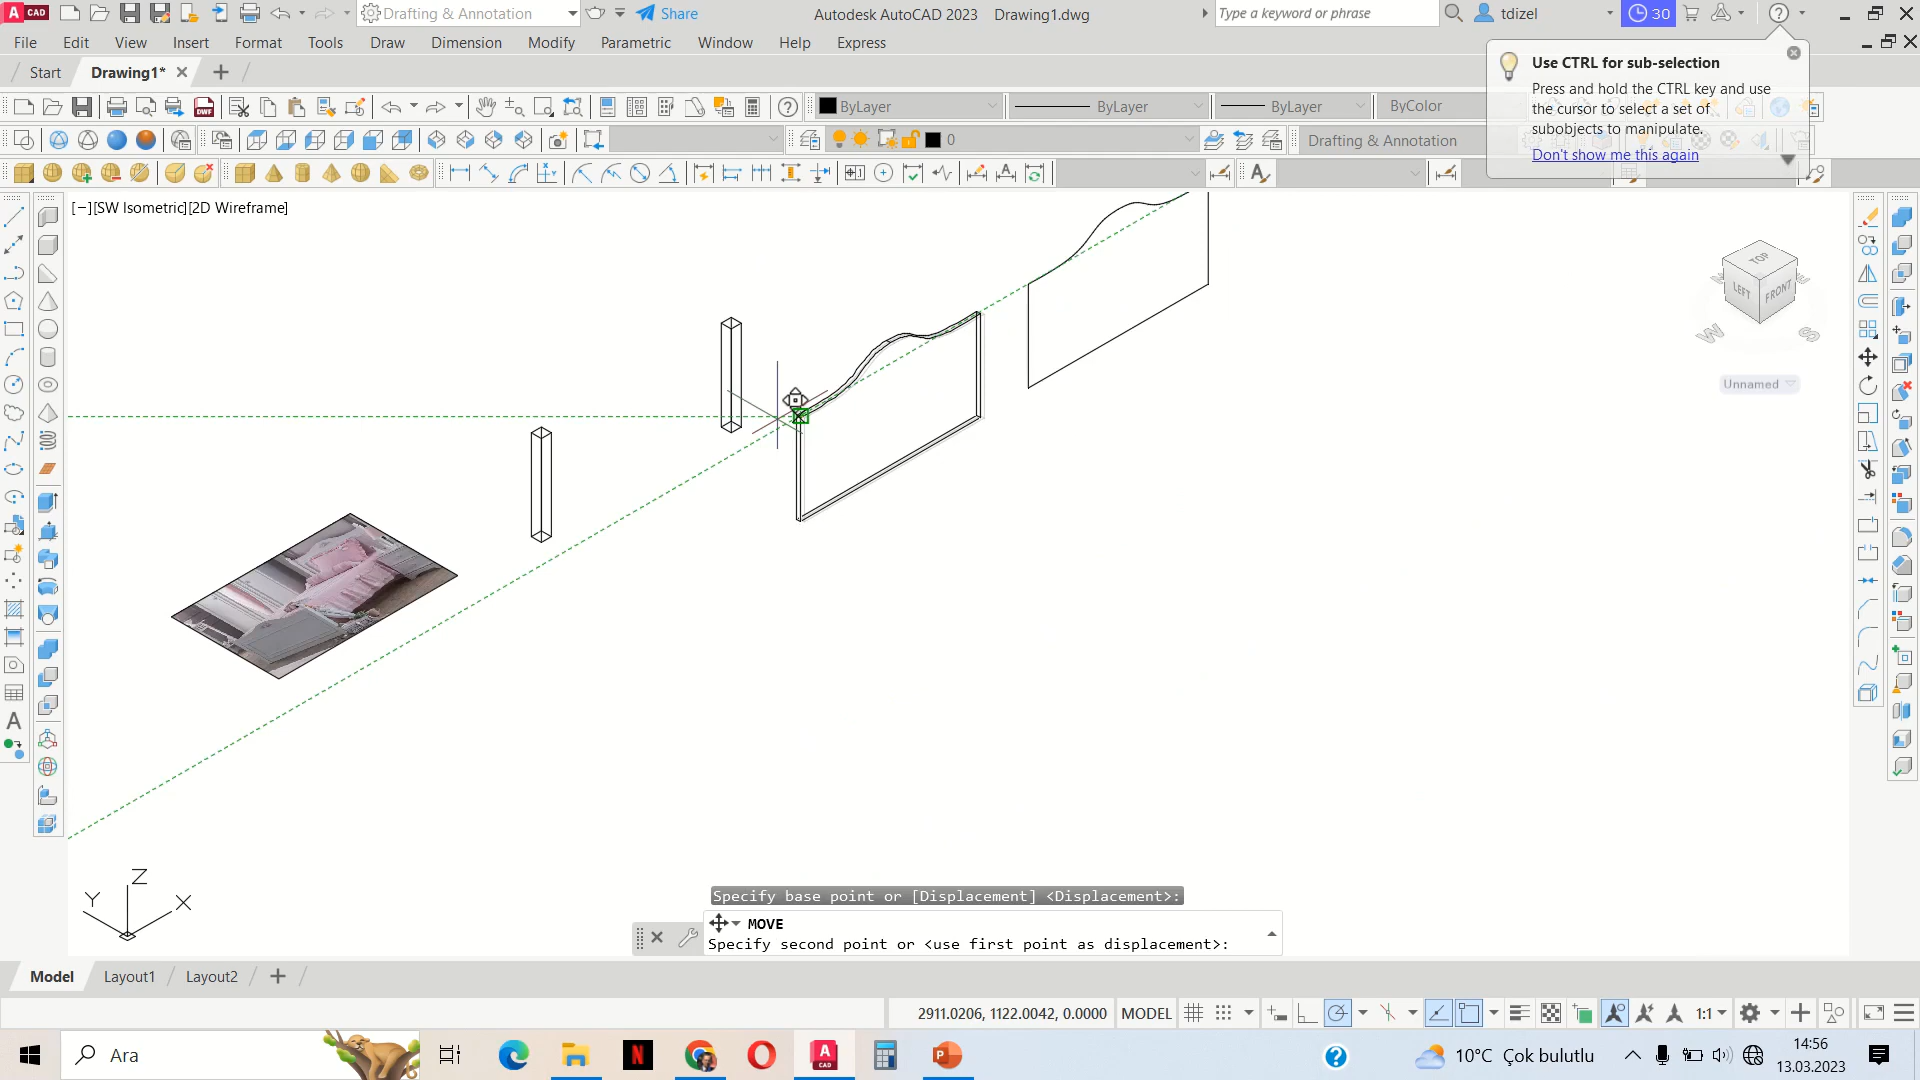 CAD
Drafting & Annotation
Share
Autodesk AutoCAD 2023 Drawing1.dwg
Type a keyword or phrase
tdizel
30
File Edit View Insert Format Tools Draw Dimension Modify Parametric Window Help Express
Start Drawing1*
Use CTRL for sub-selection
Press and hold the CTRL key and use
the cursor to select a set of
subobjects to manipulate.
Don't show me this again
ByLayer ByLayer ByLayer ByColor
0 Drafting & Annotation
[−][SW Isometric][2D Wireframe]
TOP
LEFT FRONT
W S
Unnamed
Z
Y X
Specify base point or [Displacement] <Displacement>:
MOVE
Specify second point or <use first point as displacement>:
Model Layout1 Layout2
2911.0206, 1122.0042, 0.0000 MODEL 1:1
Ara
10°C Çok bulutlu
14:56
13.03.2023